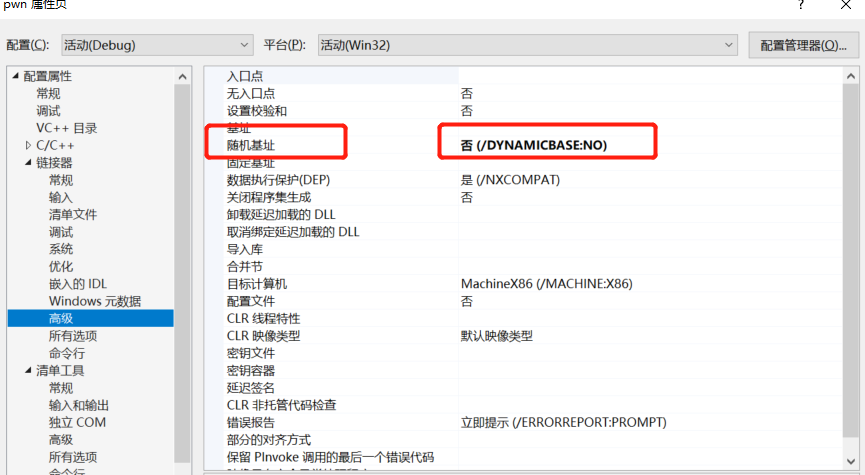 pwn 属性页 ? ×
配置(C): 活动(Debug) 平台(P): 活动(Win32) 配置管理器(O)...
配置属性
常规
调试
VC++ 目录
C/C++
链接器
常规
输入
清单文件
调试
系统
优化
嵌入的 IDL
Windows 元数据
高级
所有选项
命令行
清单工具
常规
输入和输出
独立 COM
高级
所有选项
命令行
入口点
无入口点 否
设置校验和 否
基址
随机基址 否 (/DYNAMICBASE:NO)
固定基址
数据执行保护(DEP) 是 (/NXCOMPAT)
关闭程序集生成 否
卸载延迟加载的 DLL
取消绑定延迟加载的 DLL
导入库
合并节
目标计算机 MachineX86 (/MACHINE:X86)
配置文件 否
CLR 线程特性
CLR 映像类型 默认映像类型
密钥文件
密钥容器
延迟签名
CLR 非托管代码检查
错误报告 立即提示 (/ERRORREPORT:PROMPT)
部分的对齐方式
保留 PInvoke 调用的最后一个错误代码